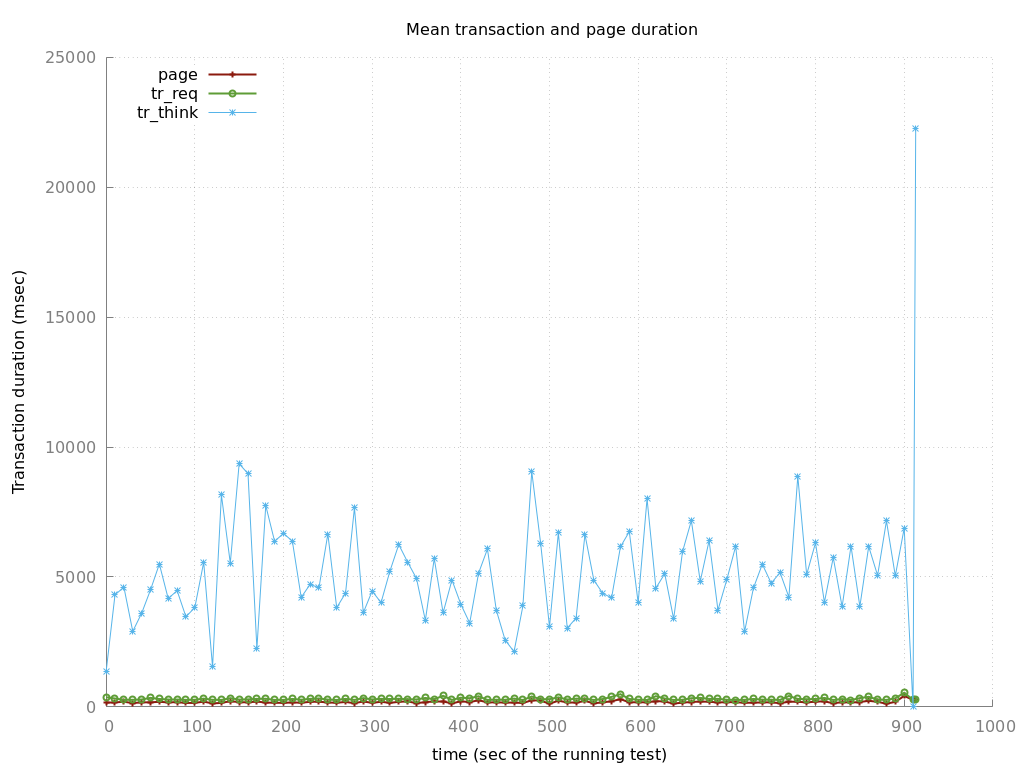 Mean transaction and page duration
25000
20000
15000
10000
5000
0
Transaction duration (msec)
page
tr_req
tr_think
0 100 200 300 400 500 600 700 800 900 1000
time (sec of the running test)